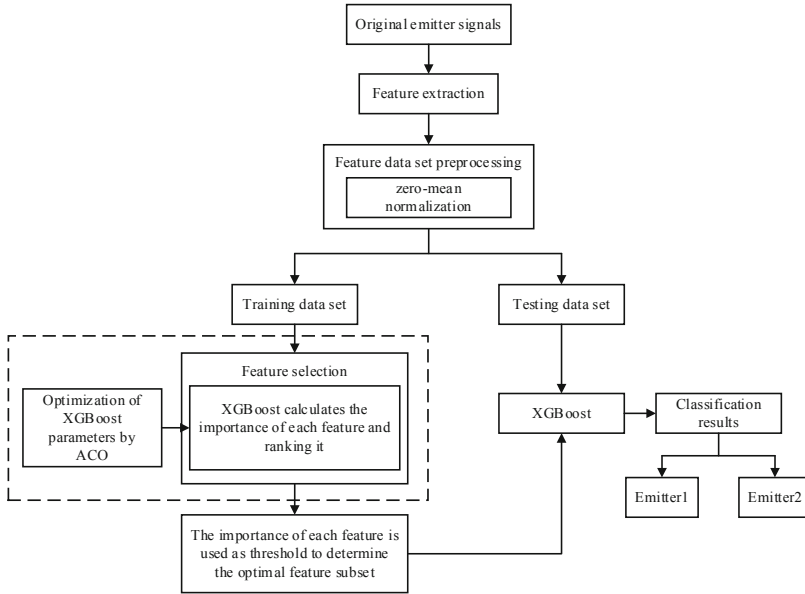 Original emitter signals
Feature extraction
Feature data set preprocessing
zero-mean
normalization
Training data set
Testing data set
Feature selection
Optimization of
XGBoost
parameters by
ACO
XGBoost calculates the
importance of each feature and
ranking it
XGBoost
Classification
results
Emitter1
Emitter2
The importance of each feature is
used as threshold to determine
the optimal feature subset